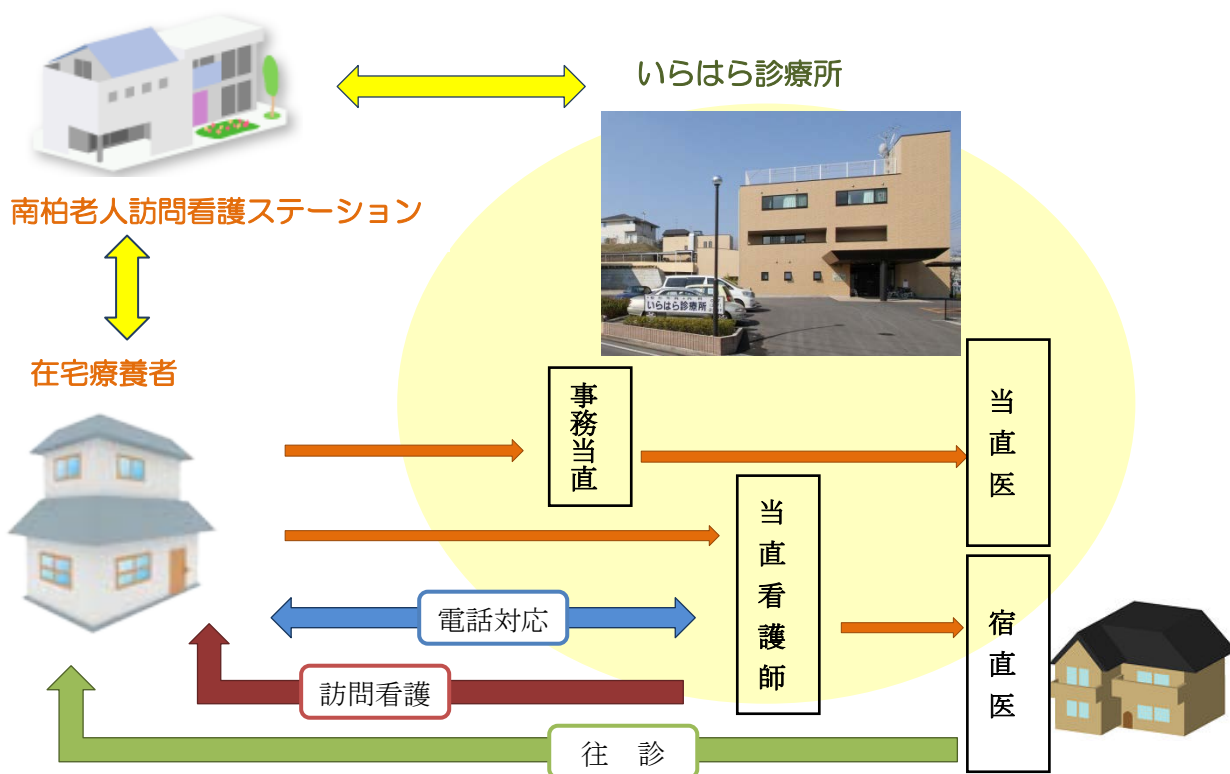 いらはら診療所
南柏老人訪問看護ステーション
いらはら診療所
在宅療養者
事務当直
当直医
当直看護師
電話対応
宿直医
訪問看護
往 診